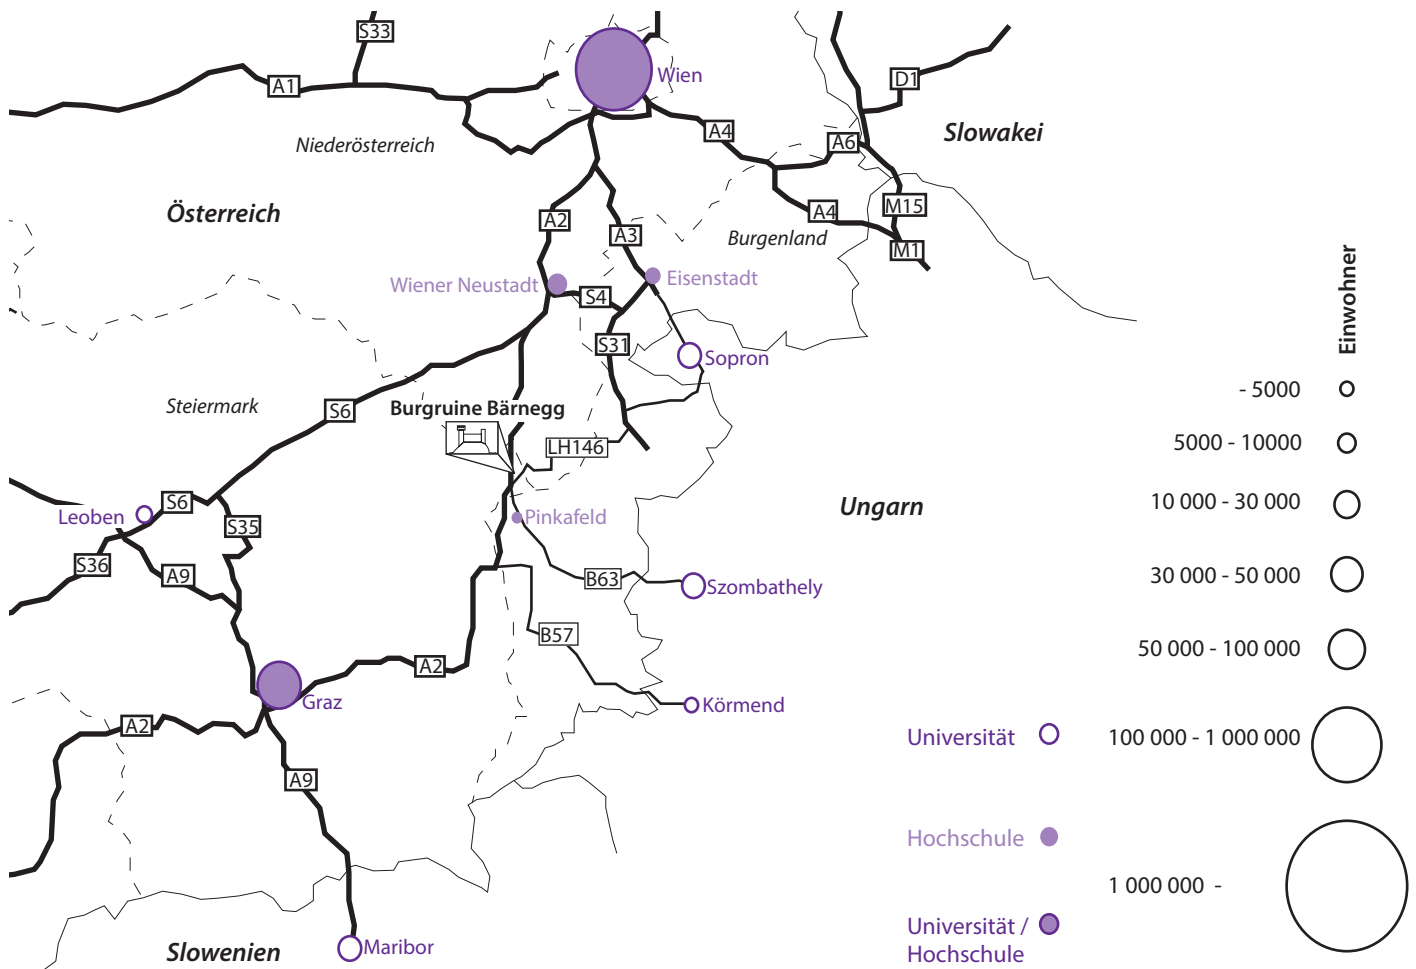 S33
Wien
A1
D1
A4
Slowakei
Niederösterreich
A6
Österreich
A2
A3
A4
M15
Burgenland
M1
Wiener Neustadt
Eisenstadt
S4
Einwohner
S31
Sopron
- 5000
Steiermark
S6
Burgruine Bärnegg
LH146
5000 - 10000
S6
Leoben
S35
Pinkafeld
Ungarn
10 000 - 30 000
S36
A9
B63
Szombathely
30 000 - 50 000
B57
50 000 - 100 000
A2
Graz
Körmend
A2
Universität
100 000 - 1 000 000
A9
Hochschule
1 000 000 -
Universität /
Hochschule
Slowenien
Maribor